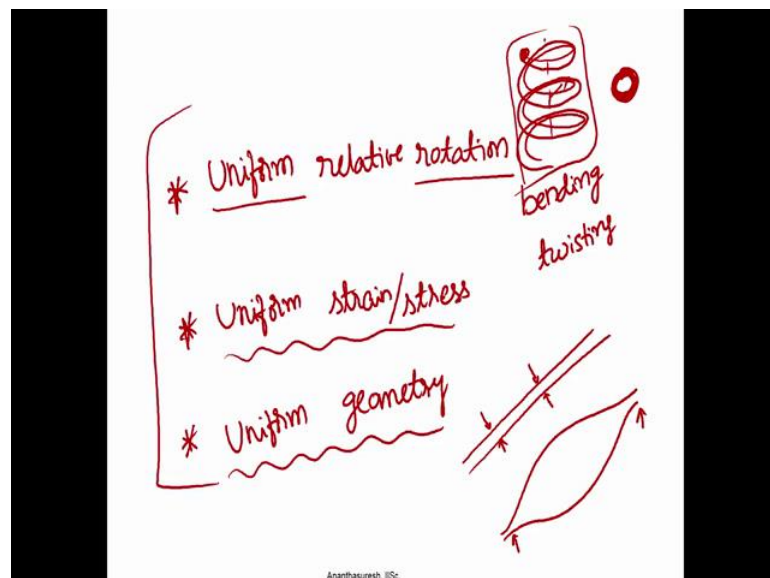 * Uniform relative rotation
bending
twisting
* Uniform strain/stress
* Uniform geometry
Ananthasuresh, IISc